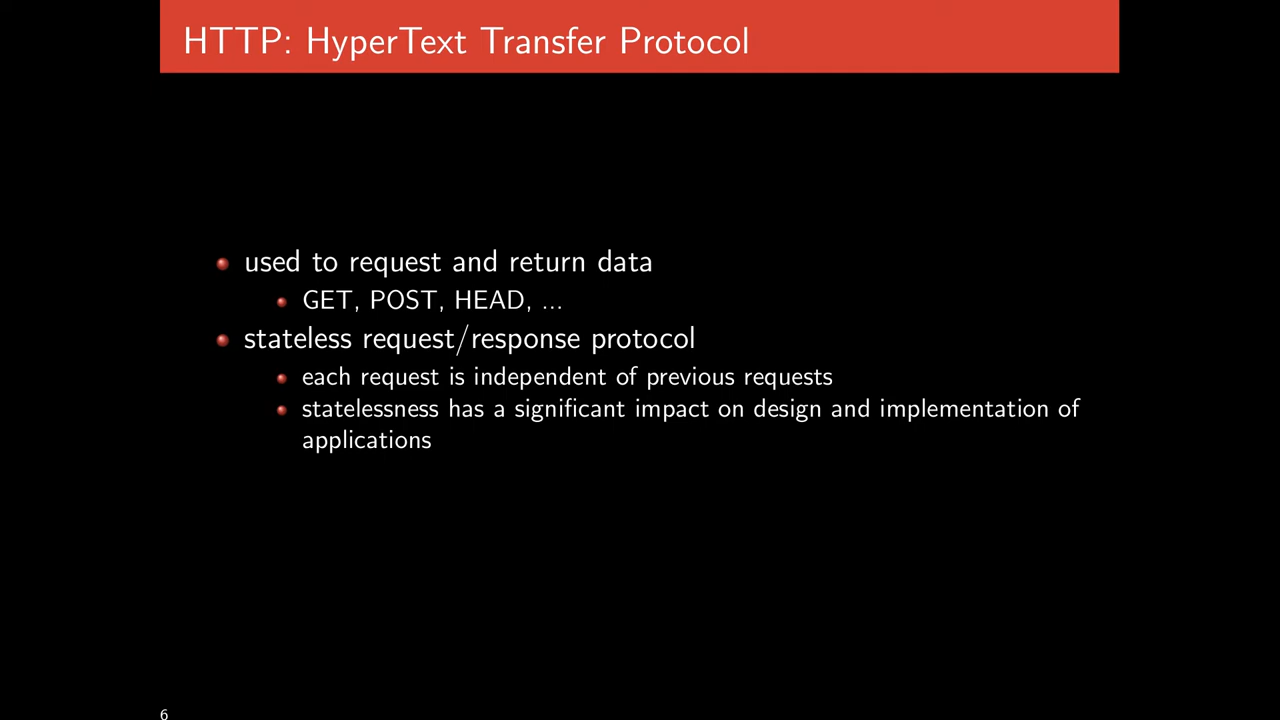 HTTP: HyperText Transfer Protocol
used to request and return data
GET, POST, HEAD, ...
stateless request/response protocol
each request is independent of previous requests
statelessness has a significant impact on design and implementation of
applications
6